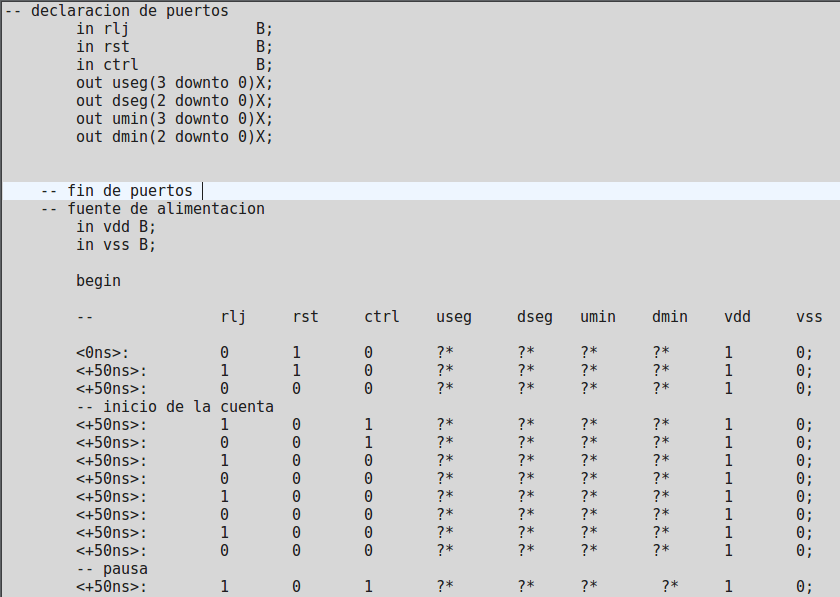 -- declaracion de puertos
in rlj B;
in rst B;
in ctrl B;
out useg(3 downto 0)X;
out dseg(2 downto 0)X;
out umin(3 downto 0)X;
out dmin(2 downto 0)X;
-- fin de puertos
-- fuente de alimentacion
in vdd B;
in vss B;
begin
-- rlj rst ctrl useg dseg umin dmin vdd vss
<0ns>: 0 1 0 ?* ?* ?* ?* 1 0;
<+50ns>: 1 1 0 ?* ?* ?* ?* 1 0;
<+50ns>: 0 0 0 ?* ?* ?* ?* 1 0;
-- inicio de la cuenta
<+50ns>: 1 0 1 ?* ?* ?* ?* 1 0;
<+50ns>: 0 0 1 ?* ?* ?* ?* 1 0;
<+50ns>: 1 0 0 ?* ?* ?* ?* 1 0;
<+50ns>: 0 0 0 ?* ?* ?* ?* 1 0;
<+50ns>: 1 0 0 ?* ?* ?* ?* 1 0;
<+50ns>: 0 0 0 ?* ?* ?* ?* 1 0;
<+50ns>: 1 0 0 ?* ?* ?* ?* 1 0;
<+50ns>: 0 0 0 ?* ?* ?* ?* 1 0;
-- pausa
<+50ns>: 1 0 1 ?* ?* ?* ?* 1 0;